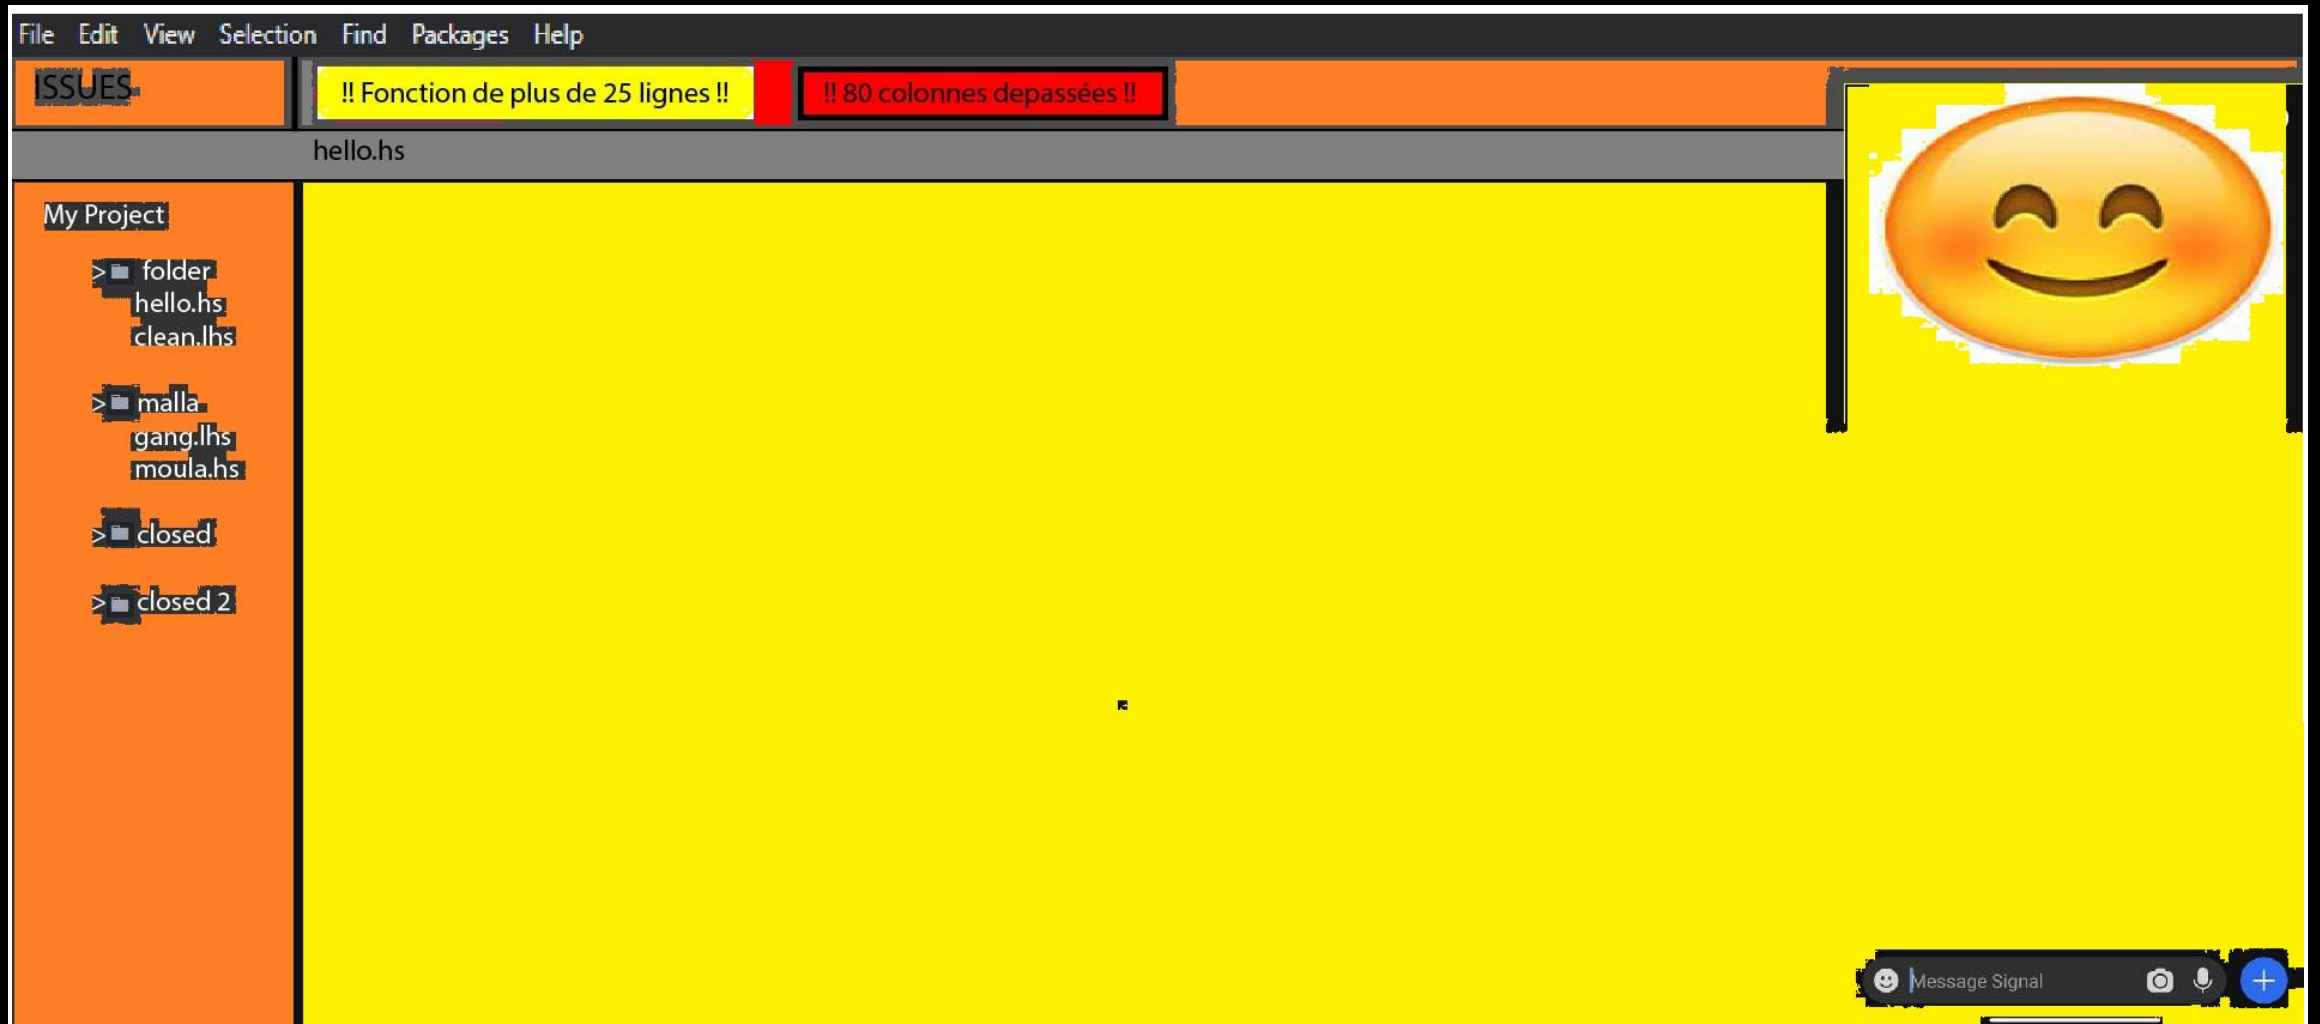 File Edit View Selection Find Packages Help
ISSUES
!! Fonction de plus de 25 lignes !!
!! 80 colonnes depassées !!
hello.hs
My Project
> folder
hello.hs
clean.lhs
> malla
gang.lhs
moula.hs
> closed
> closed 2
Message Signal